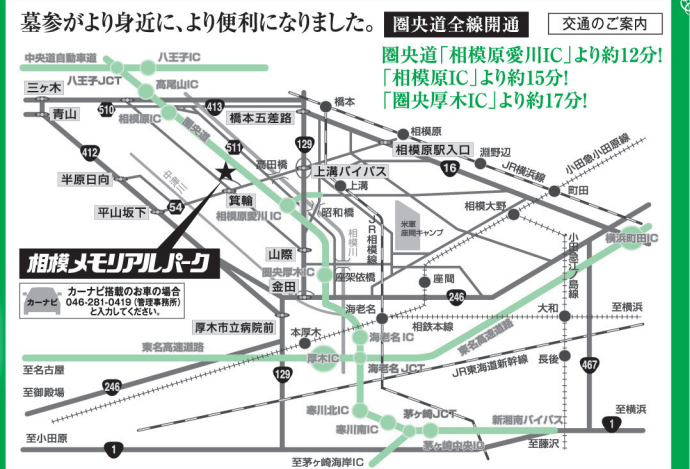 墓参がより身近に、より便利になりました。 圏央道全線開通 交通のご案内
圏央道「相模原愛川IC」より約12分!
「相模原IC」より約15分!
「圏央厚木IC」より約17分!
中央自動車道
八王子IC
八王子JCT
高尾山IC
三ヶ木
青山
510
相模原IC
圏央道
413
橋本五差路
橋本
相模原
相模原駅入口
淵野辺
JR横浜線
小田急小田原線
412
511
129
高田橋
上溝バイパス
上溝
16
町田
半原日向
三栗谷
箕輪
54
平山坂下
相模原愛川IC
昭和橋
相模川
JR相模線
米軍
座間キャンプ
相模大野
小田急江ノ島線
横浜町田IC
相模メモリアルパーク
山際
圏央厚木IC
座架依橋
座間
金田
246
カーナビ
カーナビ搭載のお車の場合
046-281-0419（管理事務所）
と入力してください。
厚木市立病院前
本厚木
海老名
相鉄本線
大和
至横浜
海老名IC
東名高速道路
東名高速道路
厚木IC
海老名JCT
JR東海道新幹線
長後
467
至名古屋
246
129
至御殿場
寒川北IC
寒川南IC
茅ヶ崎JCT
新湘南バイパス
至横浜
1
至小田原
1
茅ヶ崎中央IC
至藤沢
至茅ヶ崎海岸IC